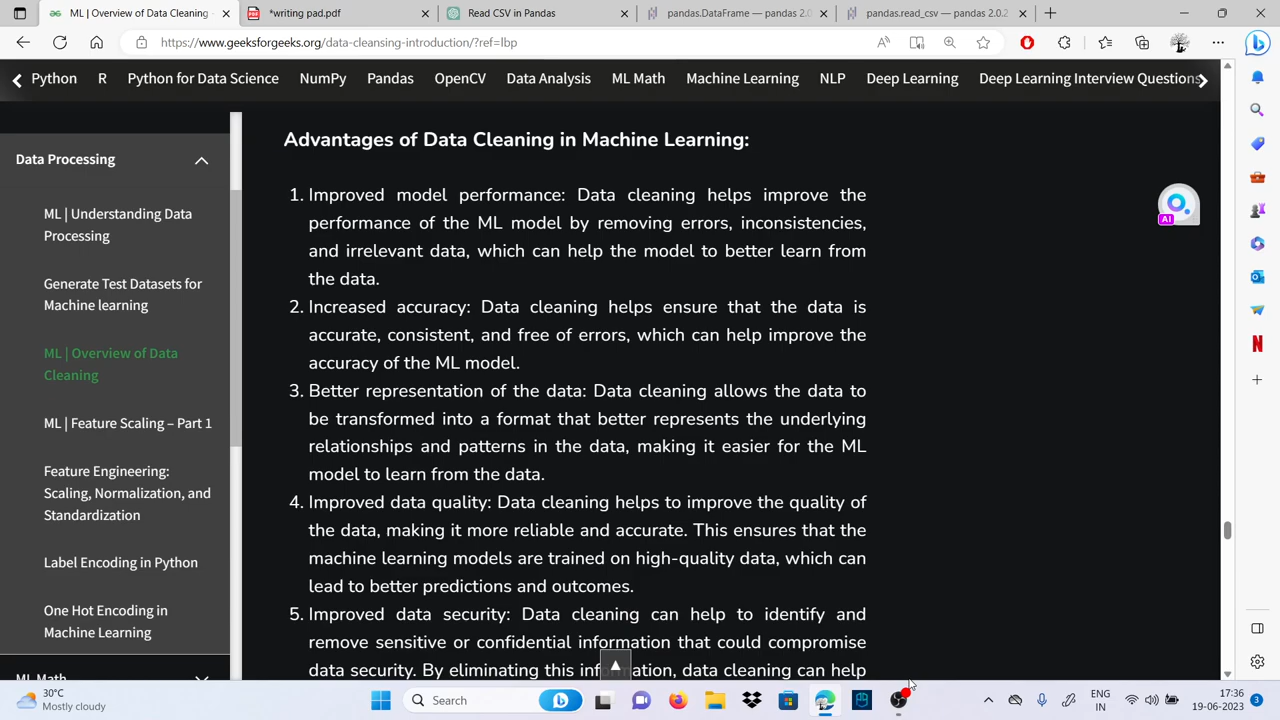 ML | Overview of Data Cleaning
*writing pad.pdf
Read CSV in Pandas
pandas.DataFrame — pandas 2.0.
pandas.read_csv — pandas 2.0.2
https://www.geeksforgeeks.org/data-cleansing-introduction/?ref=lbp
Python R Python for Data Science NumPy Pandas OpenCV Data Analysis ML Math Machine Learning NLP Deep Learning Deep Learning Interview Questions
Data Processing
ML | Understanding Data
Processing
Generate Test Datasets for
Machine learning
ML | Overview of Data
Cleaning
ML | Feature Scaling – Part 1
Feature Engineering:
Scaling, Normalization, and
Standardization
Label Encoding in Python
One Hot Encoding in
Machine Learning
ML Math
Advantages of Data Cleaning in Machine Learning:
1. Improved model performance: Data cleaning helps improve the
performance of the ML model by removing errors, inconsistencies,
and irrelevant data, which can help the model to better learn from
the data.
2. Increased accuracy: Data cleaning helps ensure that the data is
accurate, consistent, and free of errors, which can help improve the
accuracy of the ML model.
3. Better representation of the data: Data cleaning allows the data to
be transformed into a format that better represents the underlying
relationships and patterns in the data, making it easier for the ML
model to learn from the data.
4. Improved data quality: Data cleaning helps to improve the quality of
the data, making it more reliable and accurate. This ensures that the
machine learning models are trained on high-quality data, which can
lead to better predictions and outcomes.
5. Improved data security: Data cleaning can help to identify and
remove sensitive or confidential information that could compromise
data security. By eliminating this information, data cleaning can help
AI
30°C
Mostly cloudy
Search
ENG
IN
17:36
19-06-2023
3